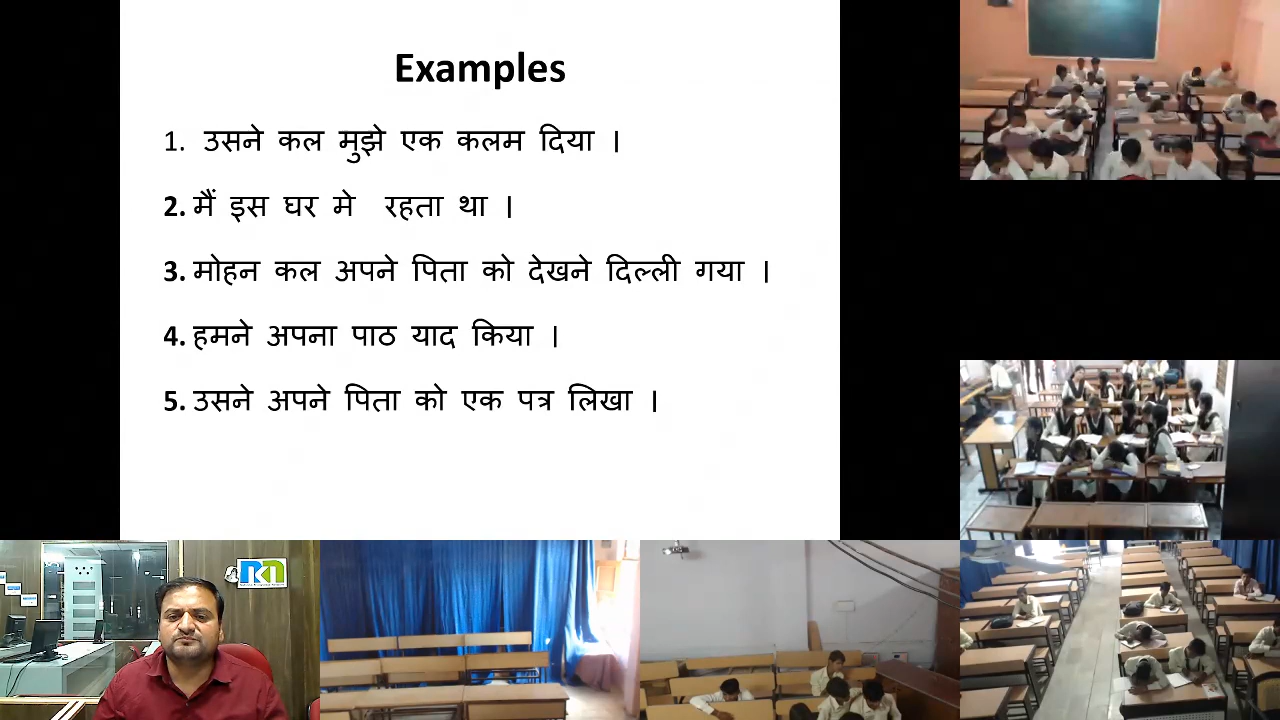 Examples
1. उसने कल मुझे एक कलम दिया ।
2. मैं इस घर मे रहता था ।
3. मोहन कल अपने पिता को देखने दिल्ली गया ।
4. हमने अपना पाठ याद किया ।
5. उसने अपने पिता को एक पत्र लिखा ।